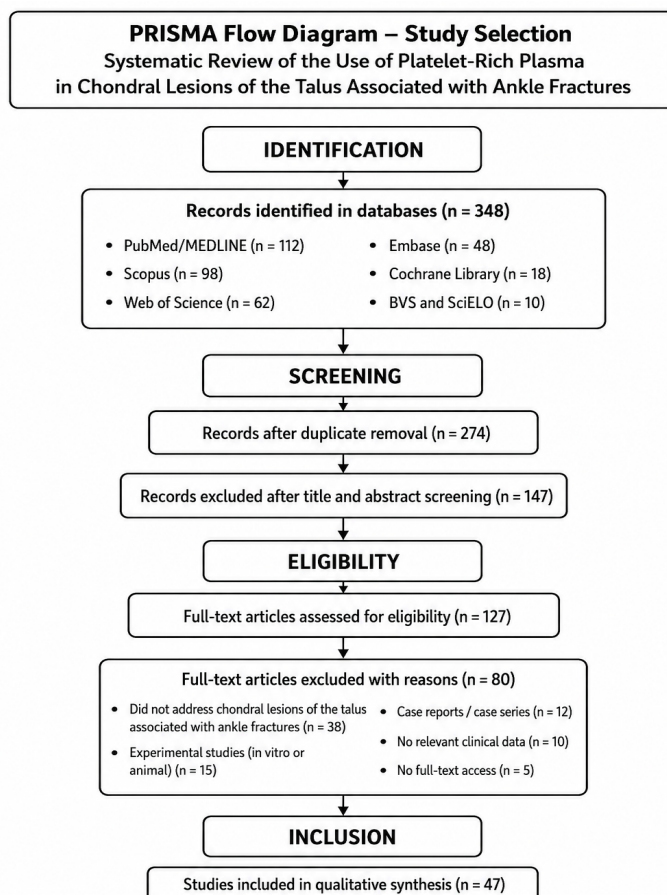 PRISMA Flow Diagram – Study Selection
Systematic Review of the Use of Platelet-Rich Plasma
in Chondral Lesions of the Talus Associated with Ankle Fractures
IDENTIFICATION
Records identified in databases (n = 348)
• PubMed/MEDLINE (n = 112)
• Scopus (n = 98)
• Web of Science (n = 62)
• Embase (n = 48)
• Cochrane Library (n = 18)
• BVS and SciELO (n = 10)
SCREENING
Records after duplicate removal (n = 274)
Records excluded after title and abstract screening (n = 147)
ELIGIBILITY
Full-text articles assessed for eligibility (n = 127)
Full-text articles excluded with reasons (n = 80)
• Did not address chondral lesions of the talus
associated with ankle fractures (n = 38)
• Experimental studies (in vitro or
animal) (n = 15)
• Case reports / case series (n = 12)
• No relevant clinical data (n = 10)
• No full-text access (n = 5)
INCLUSION
Studies included in qualitative synthesis (n = 47)